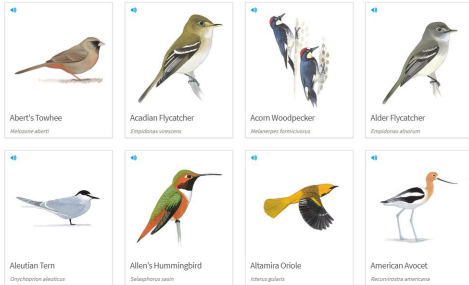 Abert's Towhee
Melozone aberti
Acadian Flycatcher
Empidonax virescens
Acorn Woodpecker
Melanerpes formicivorus
Alder Flycatcher
Empidonax alnorum
Aleutian Tern
Onychoprion aleuticus
Allen's Hummingbird
Selasphorus sasin
Altamira Oriole
Icterus gularis
American Avocet
Recurvirostra americana